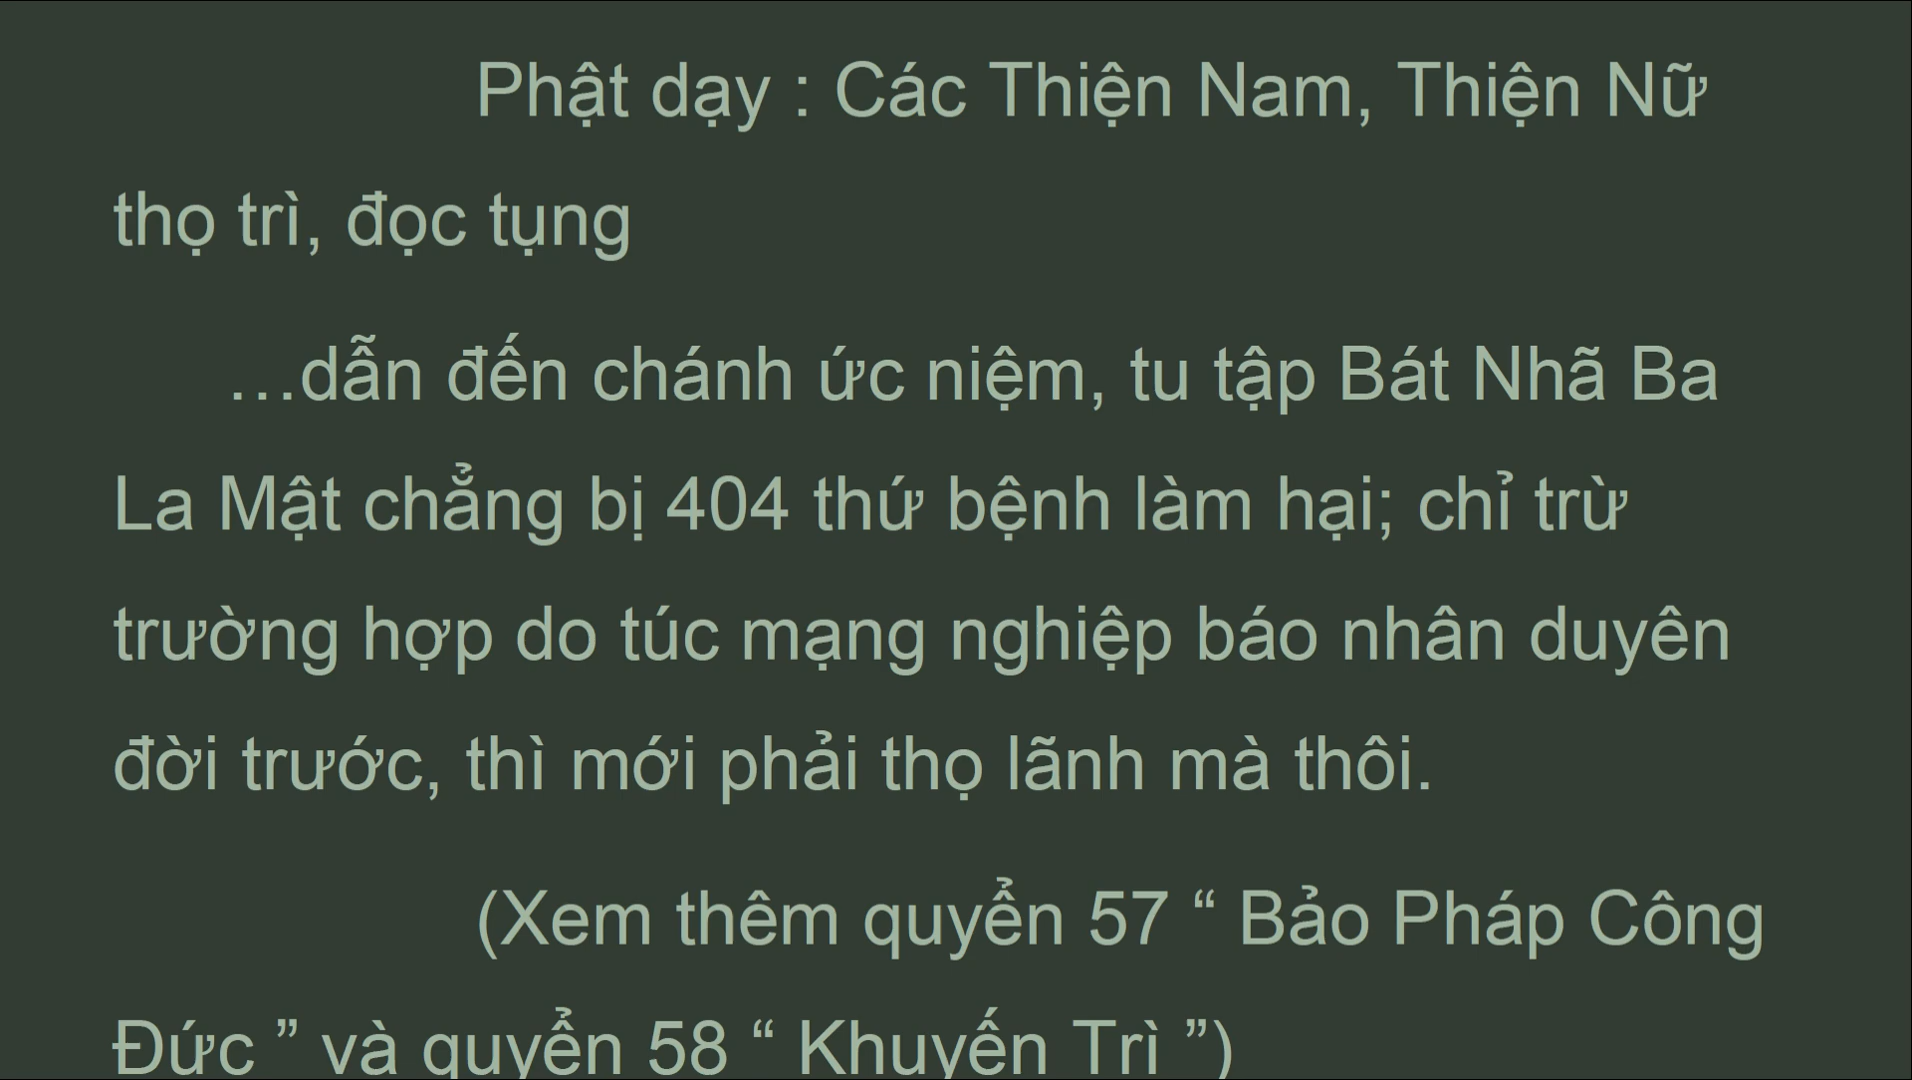 Phật dạy : Các Thiện Nam, Thiện Nữ
thọ trì, đọc tụng
…dẫn đến chánh ức niệm, tu tập Bát Nhã Ba
La Mật chẳng bị 404 thứ bệnh làm hại; chỉ trừ
trường hợp do túc mạng nghiệp báo nhân duyên
đời trước, thì mới phải thọ lãnh mà thôi.
(Xem thêm quyển 57 “ Bảo Pháp Công
Đức ” và quyển 58 “ Khuyến Trì ”)